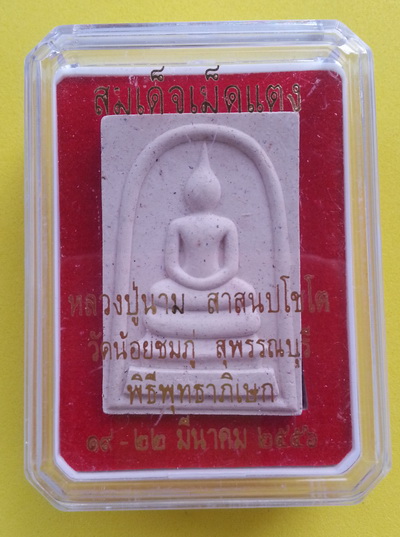 สมเด็จเม็ดแตง
หลวงปู่นาม สาสนปโชโต
วัดน้อยชมภู่ สุพรรณบุรี
พิธีพุทธาภิเษก
๑๙ - ๒๒ มีนาคม ๒๕๕๖